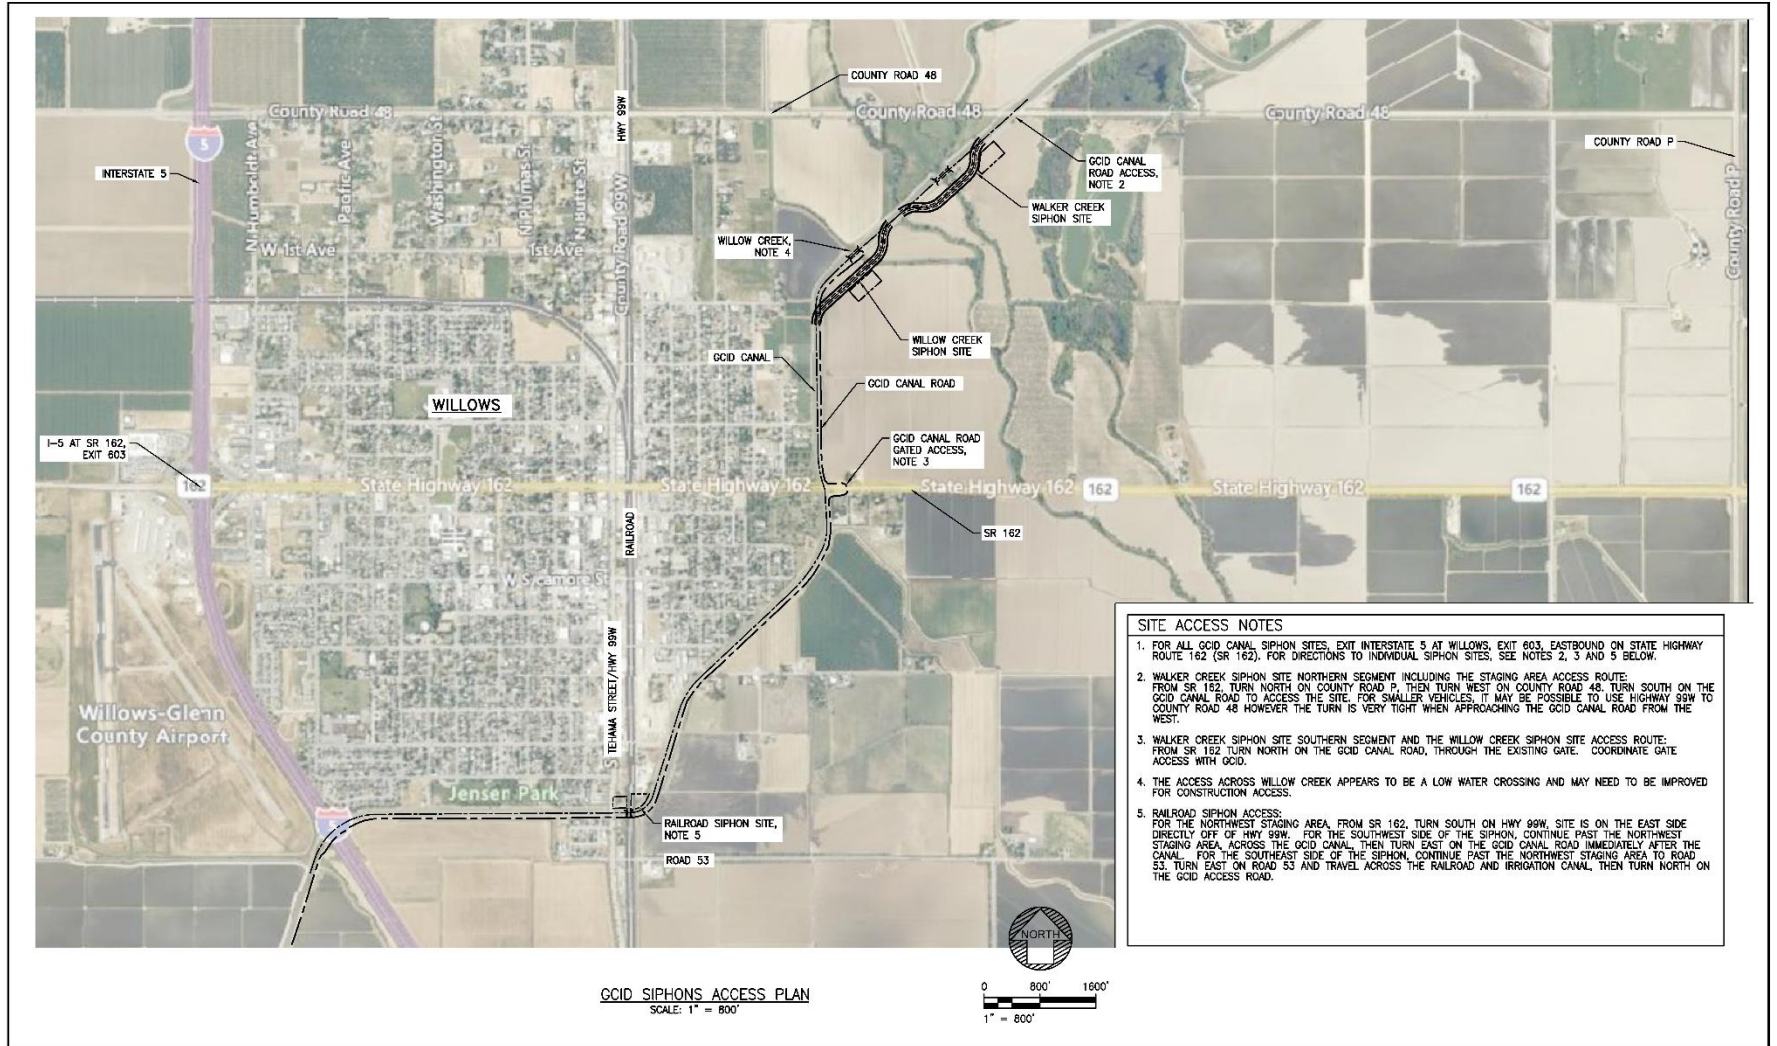 COUNTY ROAD 48
County Road 48
County Road 48
County Road 48
HWY 99W
5
INTERSTATE 5
COUNTY ROAD P
GCID CANAL
ROAD ACCESS,
NOTE 2
N Humboldt Ave
Pacific Ave
Washington St
N Plumas St
N Butte St
County Road 99W
County Road P
WALKER CREEK
SIPHON SITE
WILLOW CREEK,
NOTE 4
W 1st Ave
1st Ave
WILLOW CREEK
SIPHON SITE
GCID CANAL
GCID CANAL ROAD
WILLOWS
I-5 AT SR 162,
EXIT 603
GCID CANAL ROAD
GATED ACCESS,
NOTE 3
162
State Highway 162
State Highway 162
State Highway 162
162
State Highway 162
162
RAILROAD
SR 162
W Sycamore St
S TEHAMA STREET/HWY 99W
Willows-Glenn
County Airport
Jensen Park
5
RAILROAD SIPHON SITE,
NOTE 5
ROAD 53
SITE ACCESS NOTES
1. FOR ALL GCID CANAL SIPHON SITES, EXIT INTERSTATE 5 AT WILLOWS, EXIT 603, EASTBOUND ON STATE HIGHWAY
ROUTE 162 (SR 162). FOR DIRECTIONS TO INDIVIDUAL SIPHON SITES, SEE NOTES 2, 3 AND 5 BELOW.
2. WALKER CREEK SIPHON SITE NORTHERN SEGMENT INCLUDING THE STAGING AREA ACCESS ROUTE:
FROM SR 162, TURN NORTH ON COUNTY ROAD P, THEN TURN WEST ON COUNTY ROAD 48. TURN SOUTH ON THE
GCID CANAL ROAD TO ACCESS THE SITE. FOR SMALLER VEHICLES, IT MAY BE POSSIBLE TO USE HIGHWAY 99W TO
COUNTY ROAD 48 HOWEVER THE TURN IS VERY TIGHT WHEN APPROACHING THE GCID CANAL ROAD FROM THE
WEST.
3. WALKER CREEK SIPHON SITE SOUTHERN SEGMENT AND THE WILLOW CREEK SIPHON SITE ACCESS ROUTE:
FROM SR 162 TURN NORTH ON THE GCID CANAL ROAD, THROUGH THE EXISTING GATE. COORDINATE GATE
ACCESS WITH GCID.
4. THE ACCESS ACROSS WILLOW CREEK APPEARS TO BE A LOW WATER CROSSING AND MAY NEED TO BE IMPROVED
FOR CONSTRUCTION ACCESS.
5. RAILROAD SIPHON ACCESS:
FOR THE NORTHWEST STAGING AREA, FROM SR 162, TURN SOUTH ON HWY 99W, SITE IS ON THE EAST SIDE
DIRECTLY OFF OF HWY 99W. FOR THE SOUTHWEST SIDE OF THE SIPHON, CONTINUE PAST THE NORTHWEST
STAGING AREA, ACROSS THE GCID CANAL, THEN TURN EAST ON THE GCID CANAL ROAD IMMEDIATELY AFTER THE
CANAL. FOR THE SOUTHEAST SIDE OF THE SIPHON, CONTINUE PAST THE NORTHWEST STAGING AREA TO ROAD
53. TURN EAST ON ROAD 53 AND TRAVEL ACROSS THE RAILROAD AND IRRIGATION CANAL, THEN TURN NORTH ON
THE GCID ACCESS ROAD.
NORTH
GCID SIPHONS ACCESS PLAN
SCALE: 1" = 800'
0 800' 1600'
1" = 800'